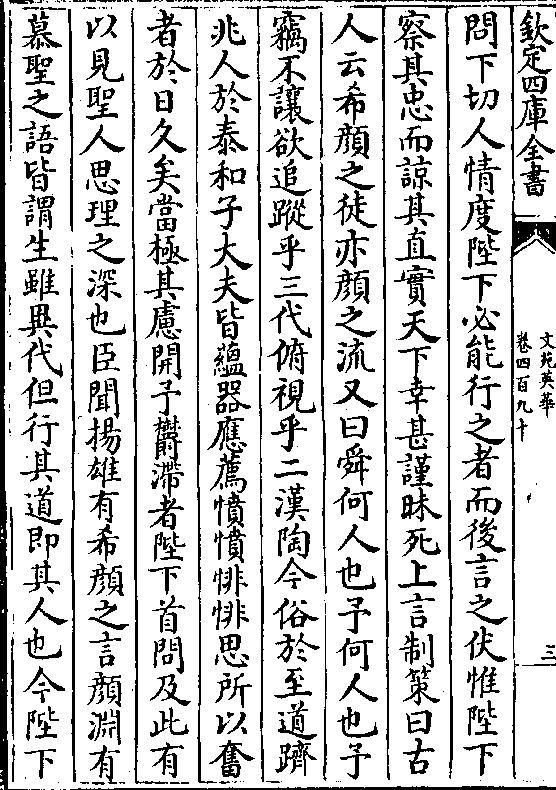 欽定四庫全書
文苑英華
卷四百九十
三
問下切人情度陛下必能行之者而後言之伏惟陛下
察其忠而諒其直實天下幸甚謹昧死上言制策曰古
人云希顔之徒亦顔之流又曰舜何人也予何人也予
竊不讓欲追蹤乎三代俯視乎二漢陶今俗於至道躋
兆人於泰和子大夫皆藴器應薦憤憤悱悱思所以奮
者於日久矣當極其慮開予欝滯者陛下首問及此有
以見聖人思理之深也臣聞揚雄有希顔之言顔淵有
慕聖之語皆謂生雖異代但行其道即其人也今陛下